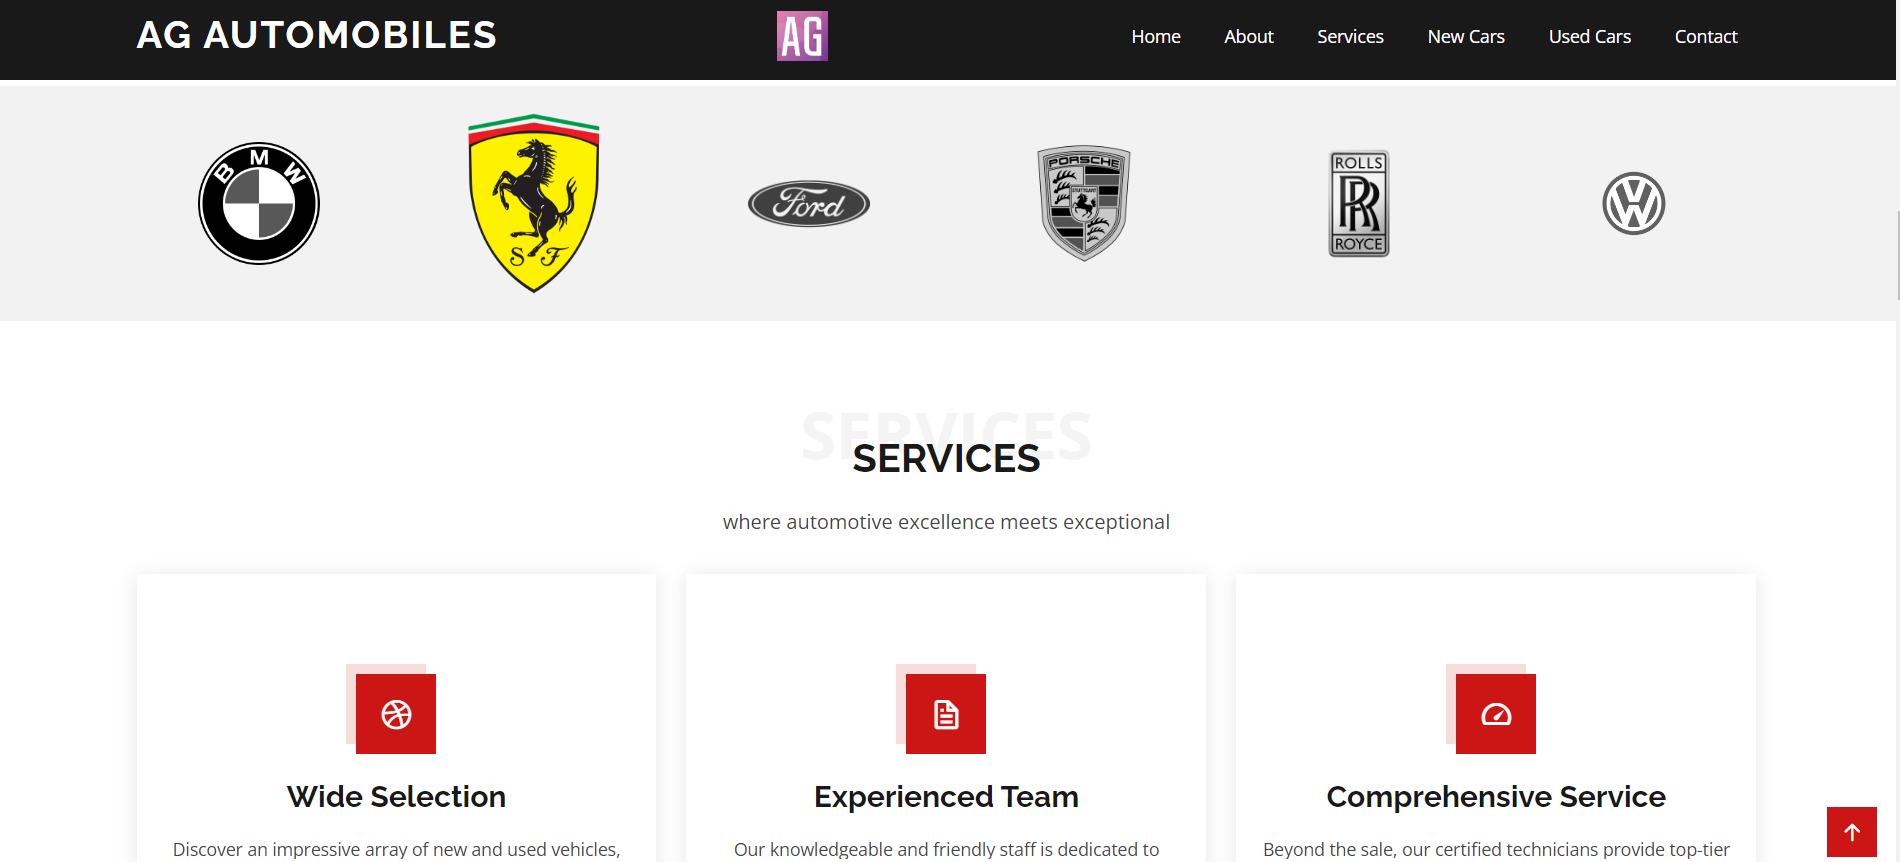 AG AUTOMOBILES
AG
Home About Services New Cars Used Cars Contact
BMW
S F
Ford
PORSCHE
STUTTGART
ROLLS
RR
ROYCE
VW
SERVICES
SERVICES
where automotive excellence meets exceptional
Wide Selection
Experienced Team
Comprehensive Service
Discover an impressive array of new and used vehicles,
Our knowledgeable and friendly staff is dedicated to
Beyond the sale, our certified technicians provide top-tier